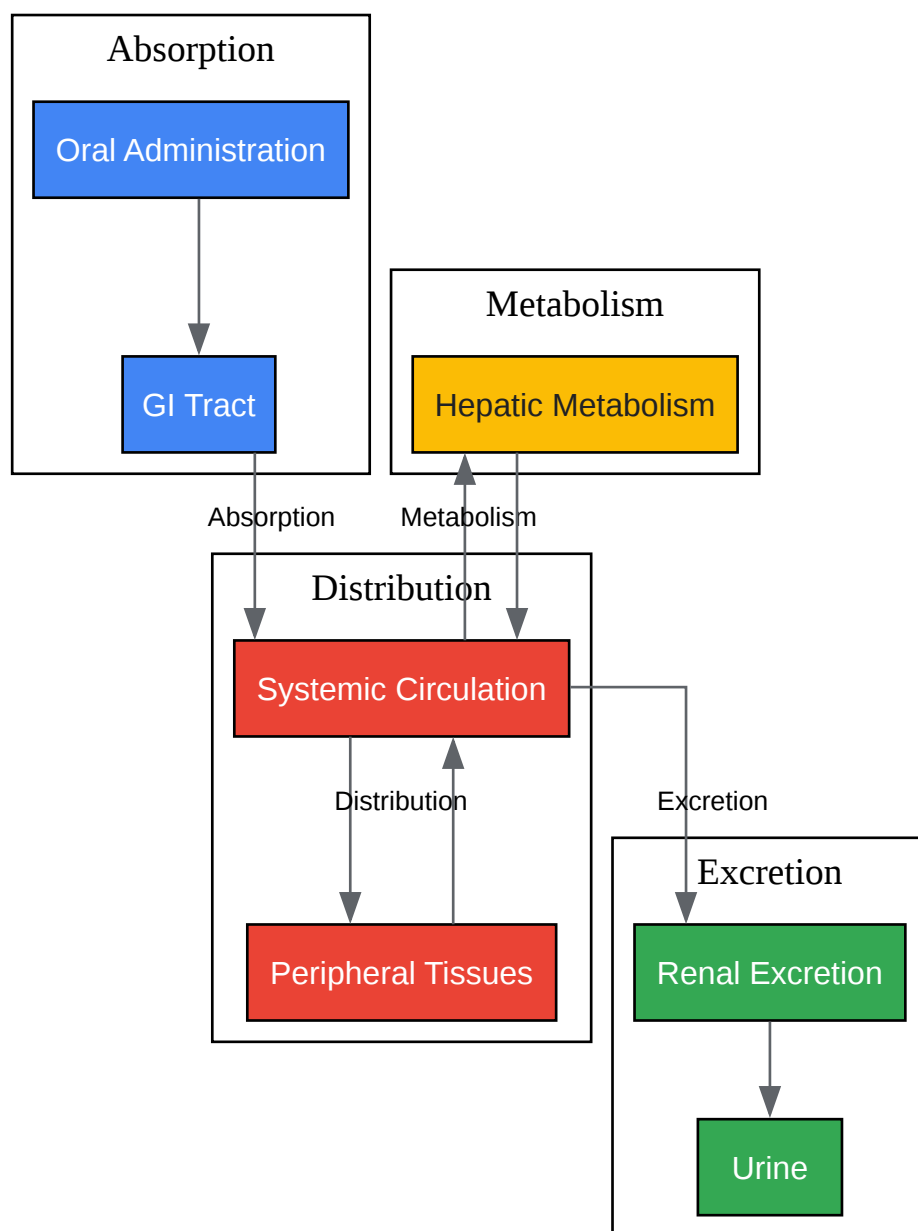 Absorption
Oral Administration
GI Tract
Metabolism
Hepatic Metabolism
Absorption
Metabolism
Distribution
Systemic Circulation
Distribution
Excretion
Peripheral Tissues
Excretion
Renal Excretion
Urine